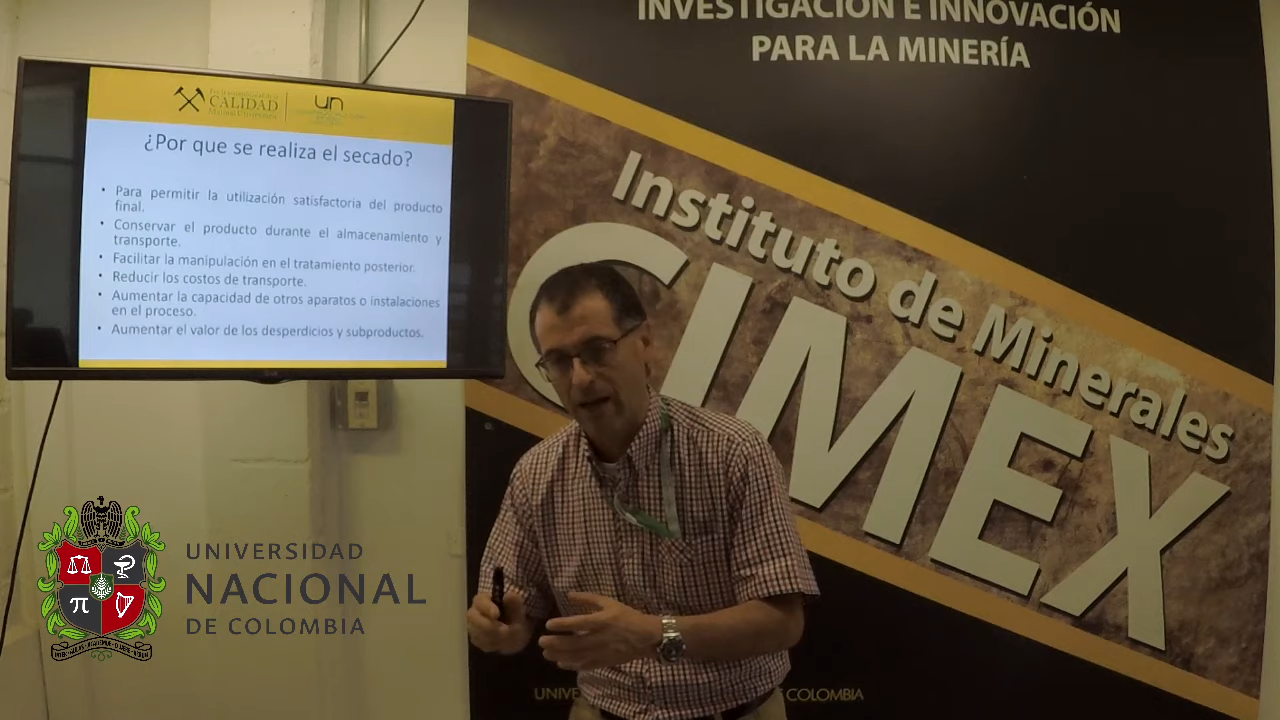 INVESTIGACIÓN E INNOVACIÓN
PARA LA MINERÍA
CALIDAD
un
¿Por que se realiza el secado?
• Para permitir la utilización satisfactoria del producto
final.
• Conservar el producto durante el almacenamiento y
transporte.
• Facilitar la manipulación en el tratamiento posterior.
• Reducir los costos de transporte.
• Aumentar la capacidad de otros aparatos o instalaciones
en el proceso.
• Aumentar el valor de los desperdicios y subproductos.
Instituto de Minerales
CIMEX
π
UNIVERSIDAD
NACIONAL
DE COLOMBIA
COLOMBIA